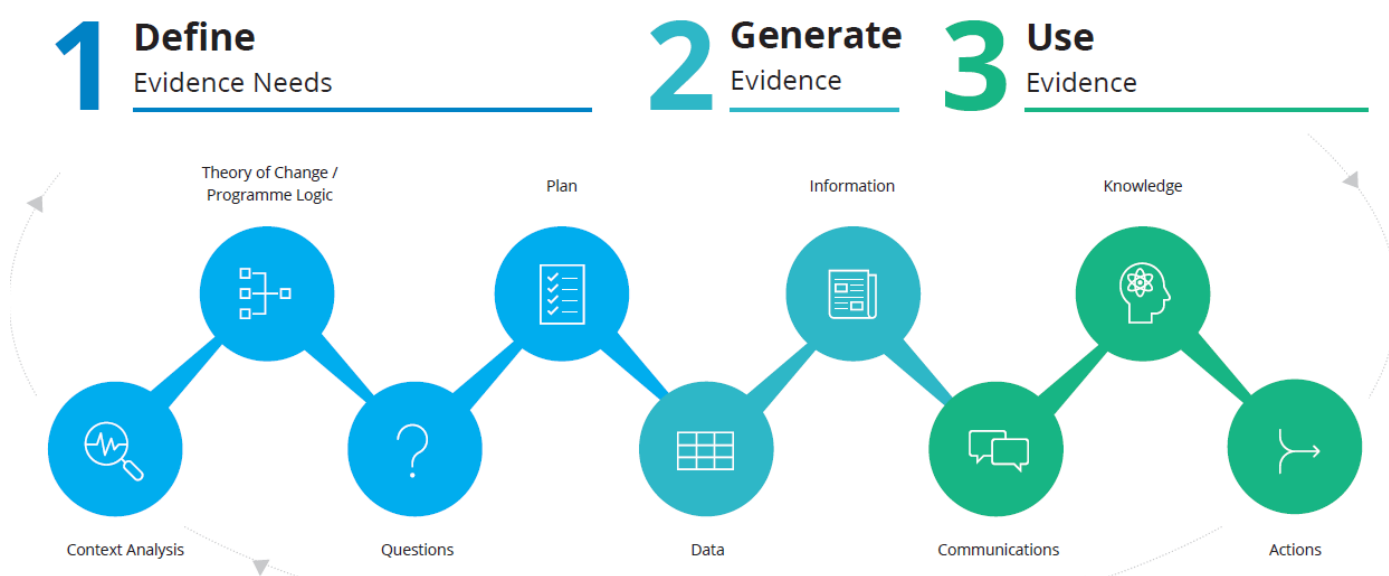 1 Define
Evidence Needs
2 Generate
Evidence
3 Use
Evidence
Theory of Change /
Programme Logic
Plan
Information
Knowledge
?
Context Analysis
Questions
Data
Communications
Actions